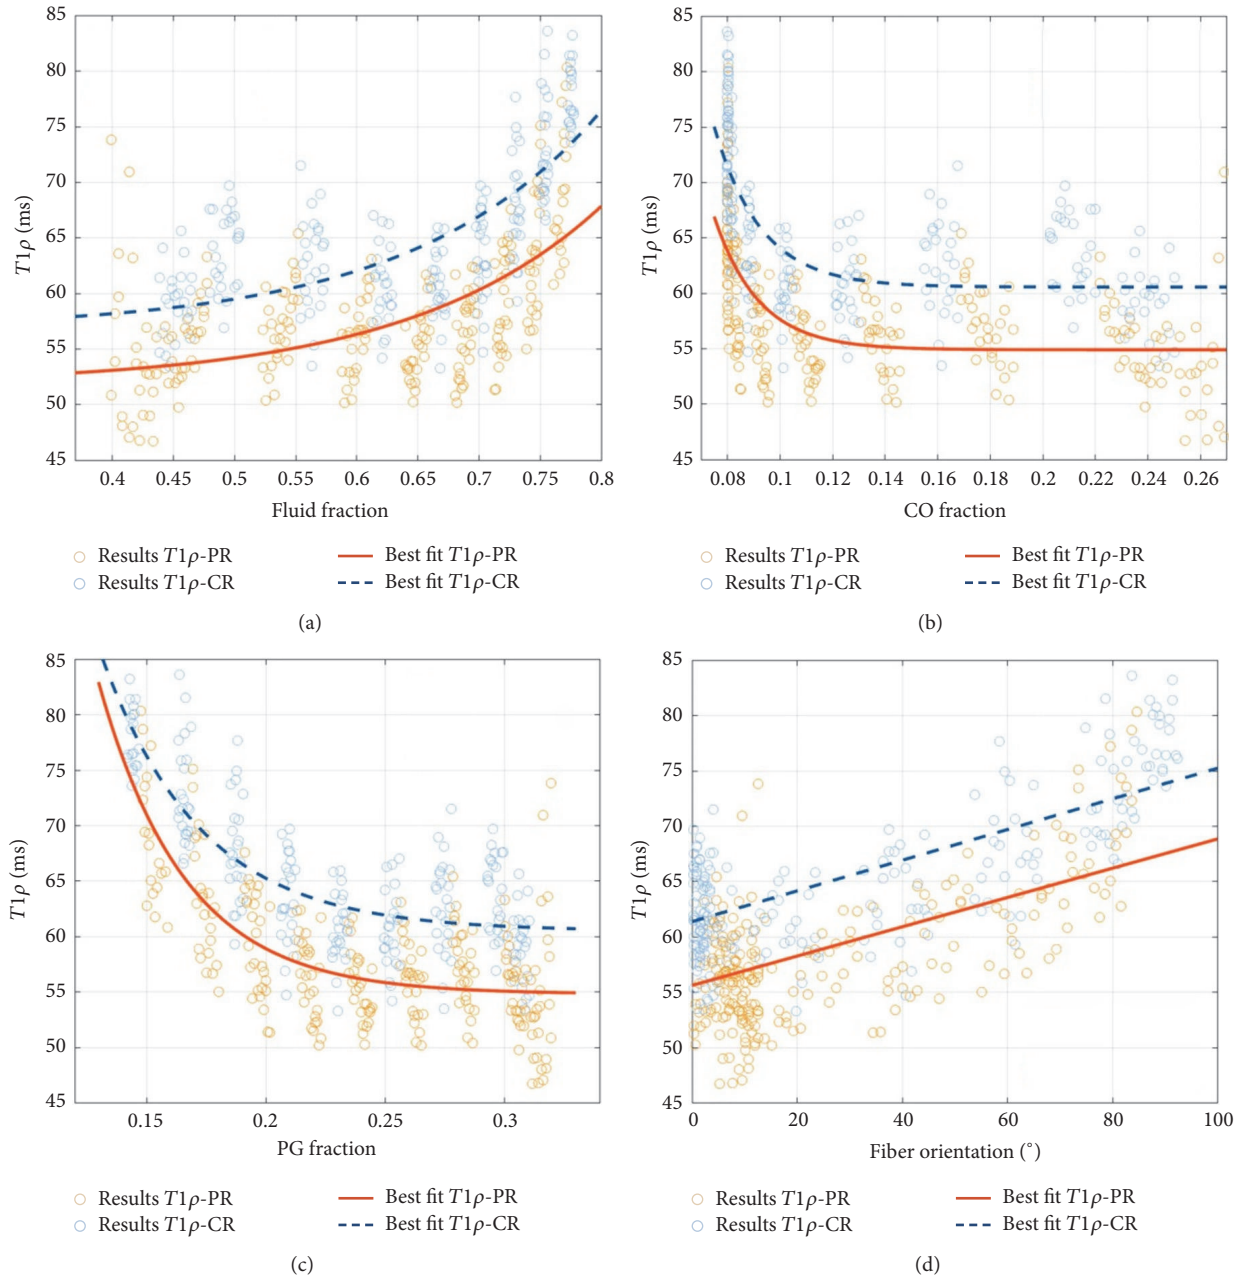 85
80
75
70
65
60
55
50
45
T1ρ (ms)
0.4 0.45 0.5 0.55 0.6 0.65 0.7 0.75 0.8
Fluid fraction
Results T1ρ-PR
Results T1ρ-CR
Best fit T1ρ-PR
Best fit T1ρ-CR
(a)
85
80
75
70
65
60
55
50
45
T1ρ (ms)
0.08 0.1 0.12 0.14 0.16 0.18 0.2 0.22 0.24 0.26
CO fraction
Results T1ρ-PR
Results T1ρ-CR
Best fit T1ρ-PR
Best fit T1ρ-CR
(b)
85
80
75
70
65
60
55
50
45
T1ρ (ms)
0.15 0.2 0.25 0.3
PG fraction
Results T1ρ-PR
Results T1ρ-CR
Best fit T1ρ-PR
Best fit T1ρ-CR
(c)
85
80
75
70
65
60
55
50
45
T1ρ (ms)
0 20 40 60 80 100
Fiber orientation (°)
Results T1ρ-PR
Results T1ρ-CR
Best fit T1ρ-PR
Best fit T1ρ-CR
(d)